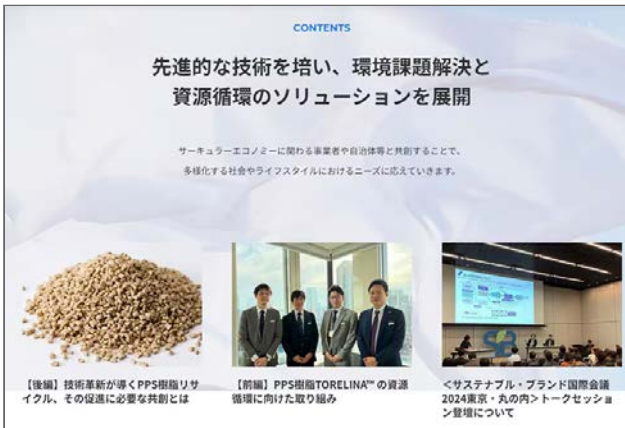 CONTENTS
先進的な技術を培い、環境課題解決と
資源循環のソリューションを展開
サーキュラーエコノミーに関わる事業者や自治体等と共創することで、
多様化する社会やライフスタイルにおけるニーズに応えていきます。
【後編】技術革新が導くPPS樹脂リサ
イクル、その促進に必要な共創とは
【前編】PPS樹脂TORELINA™ の資源
循環に向けた取り組み
＜サステナブル・ブランド国際会議
2024東京・丸の内＞トークセッショ
ン登壇について